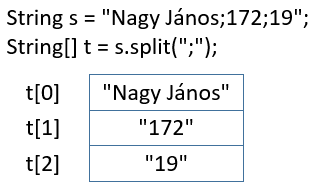 String s = "Nagy János;172;19";
String[] t = s.split(";");
t[0] "Nagy János"
t[1] "172"
t[2] "19"